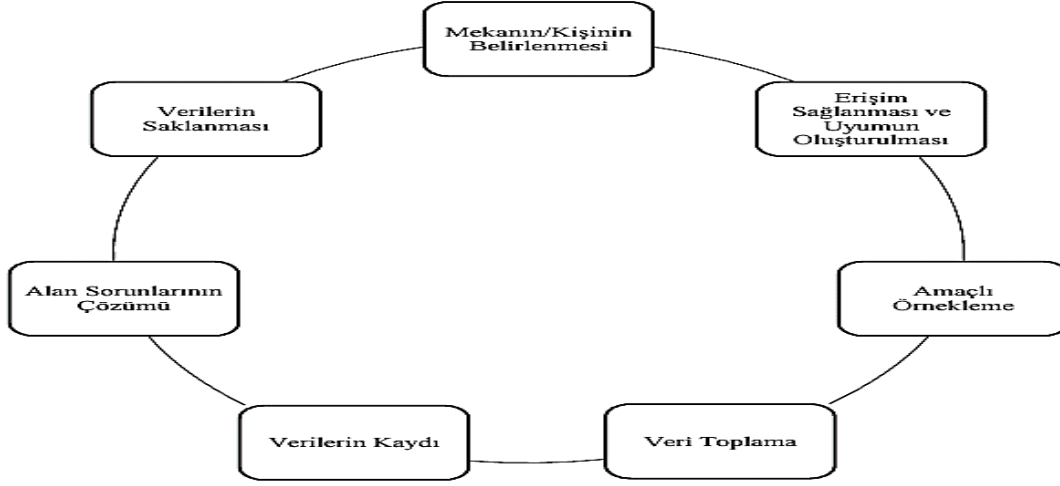 Mekanın/Kişinin
Belirlenmesi
Erişim
Sağlanması ve
Uyumun
Oluşturulması
Amaçlı
Örnekleme
Veri Toplama
Verilerin Kaydı
Alan Sorunlarının
Çözümü
Verilerin
Saklanması